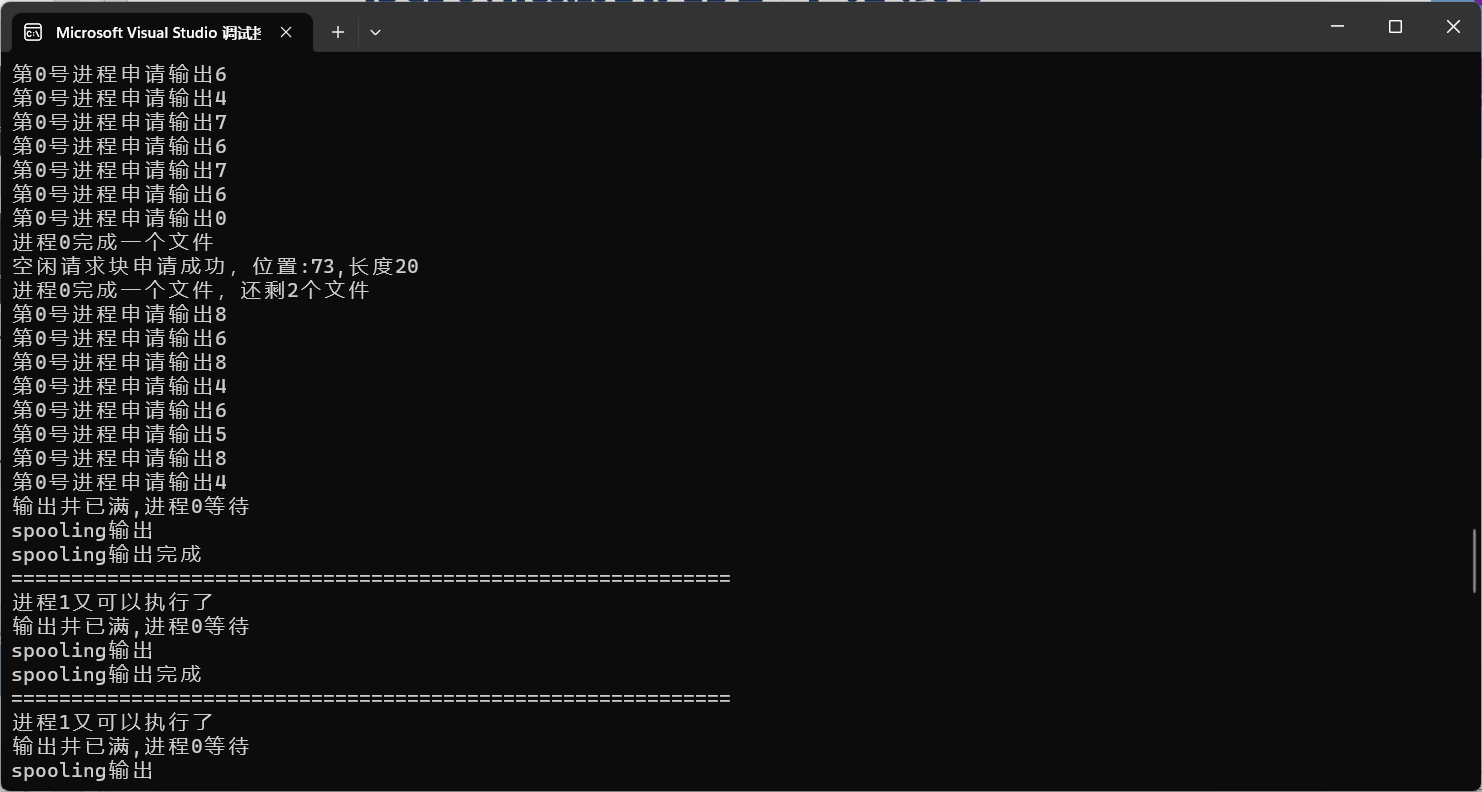 Microsoft Visual Studio 调试
第0号进程申请输出6
第0号进程申请输出4
第0号进程申请输出7
第0号进程申请输出6
第0号进程申请输出7
第0号进程申请输出6
第0号进程申请输出0
进程0完成一个文件
空闲请求块申请成功，位置:73,长度20
进程0完成一个文件，还剩2个文件
第0号进程申请输出8
第0号进程申请输出6
第0号进程申请输出8
第0号进程申请输出4
第0号进程申请输出6
第0号进程申请输出5
第0号进程申请输出8
第0号进程申请输出4
输出井已满,进程0等待
spooling输出
spooling输出完成
============================================================
进程1又可以执行了
输出井已满,进程0等待
spooling输出
spooling输出完成
============================================================
进程1又可以执行了
输出井已满,进程0等待
spooling输出